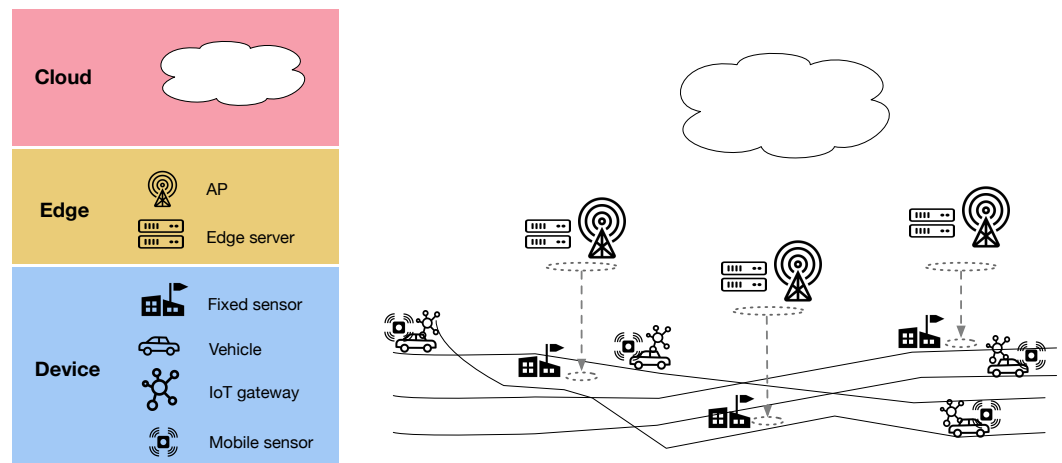 Cloud
Edge
AP
Edge server
Device
Fixed sensor
Vehicle
IoT gateway
Mobile sensor